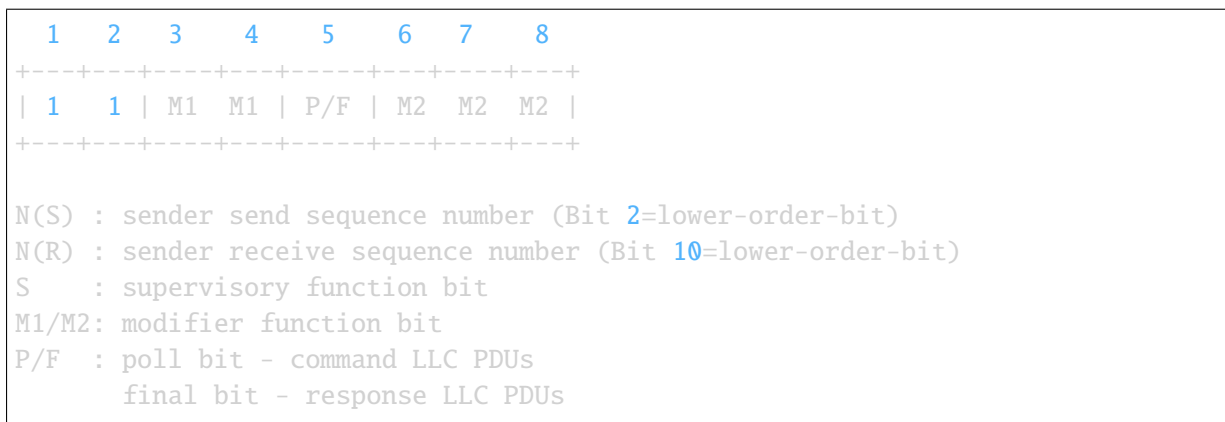 1   2   3    4    5    6   7    8
+---+---+----+---+-----+---+----+---+
| 1   1 | M1  M1 | P/F | M2  M2  M2 |
+---+---+----+---+-----+---+----+---+
N(S) : sender send sequence number (Bit 2=lower-order-bit)
N(R) : sender receive sequence number (Bit 10=lower-order-bit)
S    : supervisory function bit
M1/M2: modifier function bit
P/F  : poll bit - command LLC PDUs
       final bit - response LLC PDUs